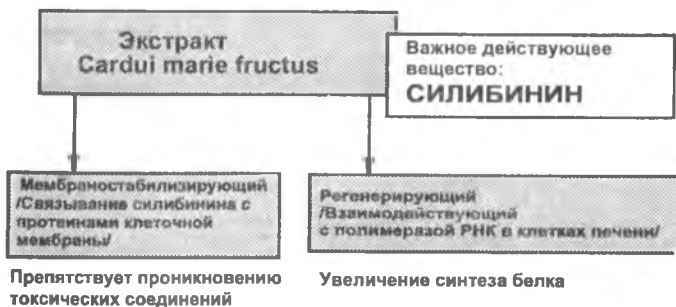 Экстракт
Cardui marie fructus
Важное действующее
вещество:
СИЛИБИНИН
Мембраностабилизирующий
/Связывание силибинина с
протеинами клеточной
мембраны/
Регенерирующий
/Взаимодействующий
с полимеразой РНК в клетках печени/
Препятствует проникновению
токсических соединений
Увеличение синтеза белка